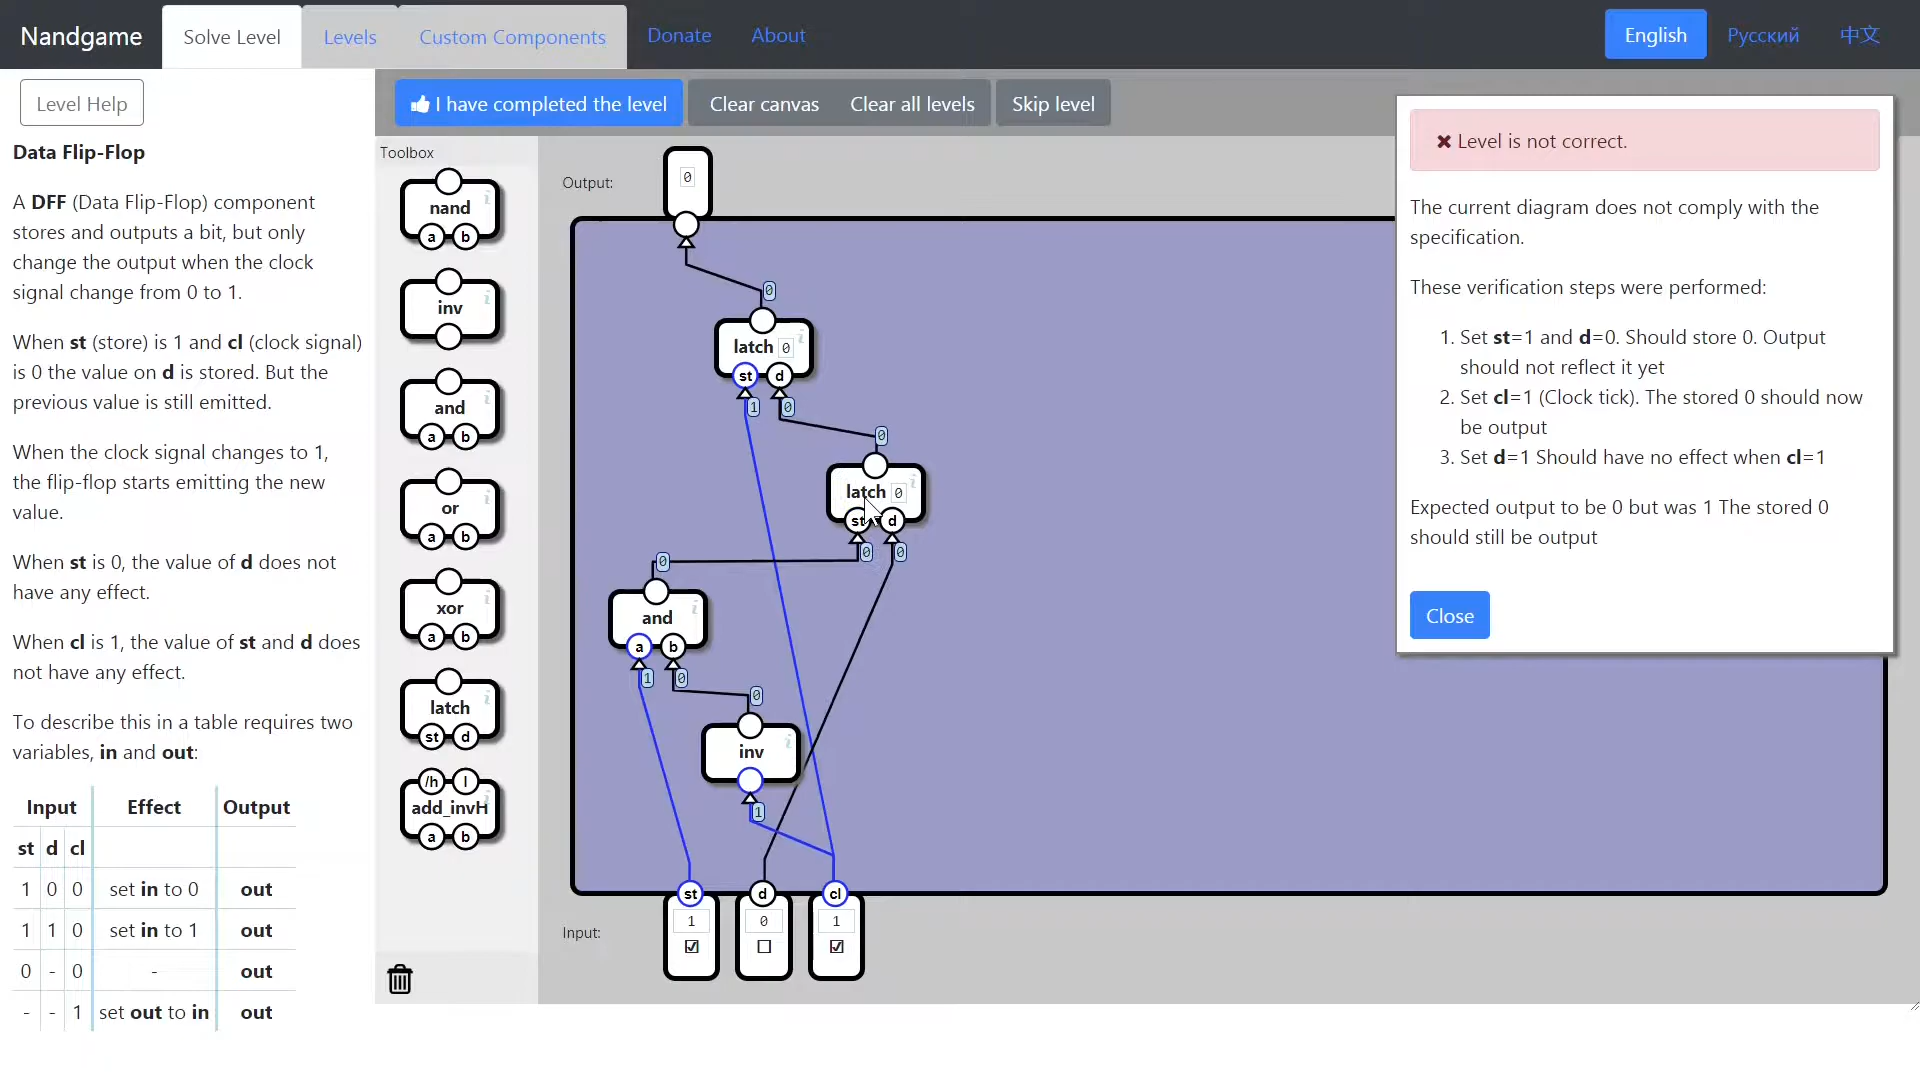 Nandgame
Solve Level
Levels
Custom Components
Donate
About
English
Русский
中文
Level Help
Data Flip-Flop
A DFF (Data Flip-Flop) component
stores and outputs a bit, but only
change the output when the clock
signal change from 0 to 1.
When st (store) is 1 and cl (clock signal)
is 0 the value on d is stored. But the
previous value is still emitted.
When the clock signal changes to 1,
the flip-flop starts emitting the new
value.
When st is 0, the value of d does not
have any effect.
When cl is 1, the value of st and d does
not have any effect.
To describe this in a table requires two
variables, in and out:
Input Effect Output
st d cl
1 0 0 set in to 0 out
1 1 0 set in to 1 out
0 - 0 - out
- - 1 set out to in out
I have completed the level
Clear canvas
Clear all levels
Skip level
Toolbox
nand
a b
inv
and
a b
or
a b
xor
a b
latch
st d
/h l
add_invH
a b
Output:
0
0
latch 0
st d
1 0
0
latch 0
st d
0 0
0
and
a b
1 0
0
inv
1
st d cl
Input:
1 0 1
✖ Level is not correct.
The current diagram does not comply with the
specification.
These verification steps were performed:
1. Set st=1 and d=0. Should store 0. Output
should not reflect it yet
2. Set cl=1 (Clock tick). The stored 0 should now
be output
3. Set d=1 Should have no effect when cl=1
Expected output to be 0 but was 1 The stored 0
should still be output
Close